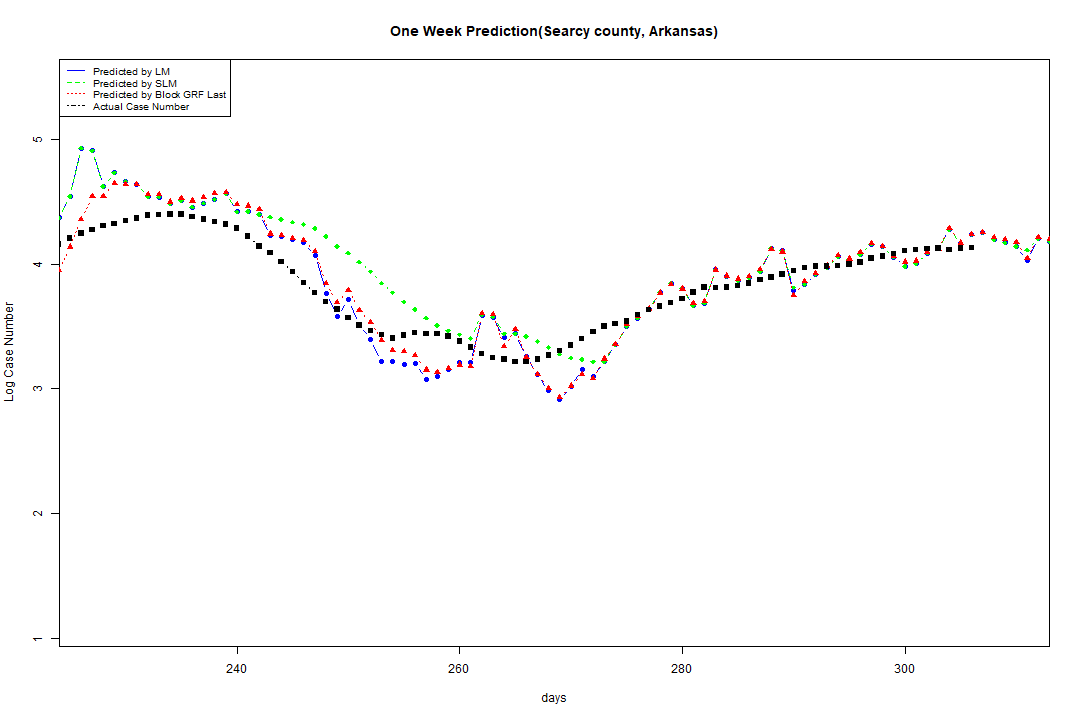 One Week Prediction(Searcy county, Arkansas)
Predicted by LM
Predicted by SLM
Predicted by Block GRF Last
Actual Case Number
5
4
3
2
1
Log Case Number
240 260 280 300
days